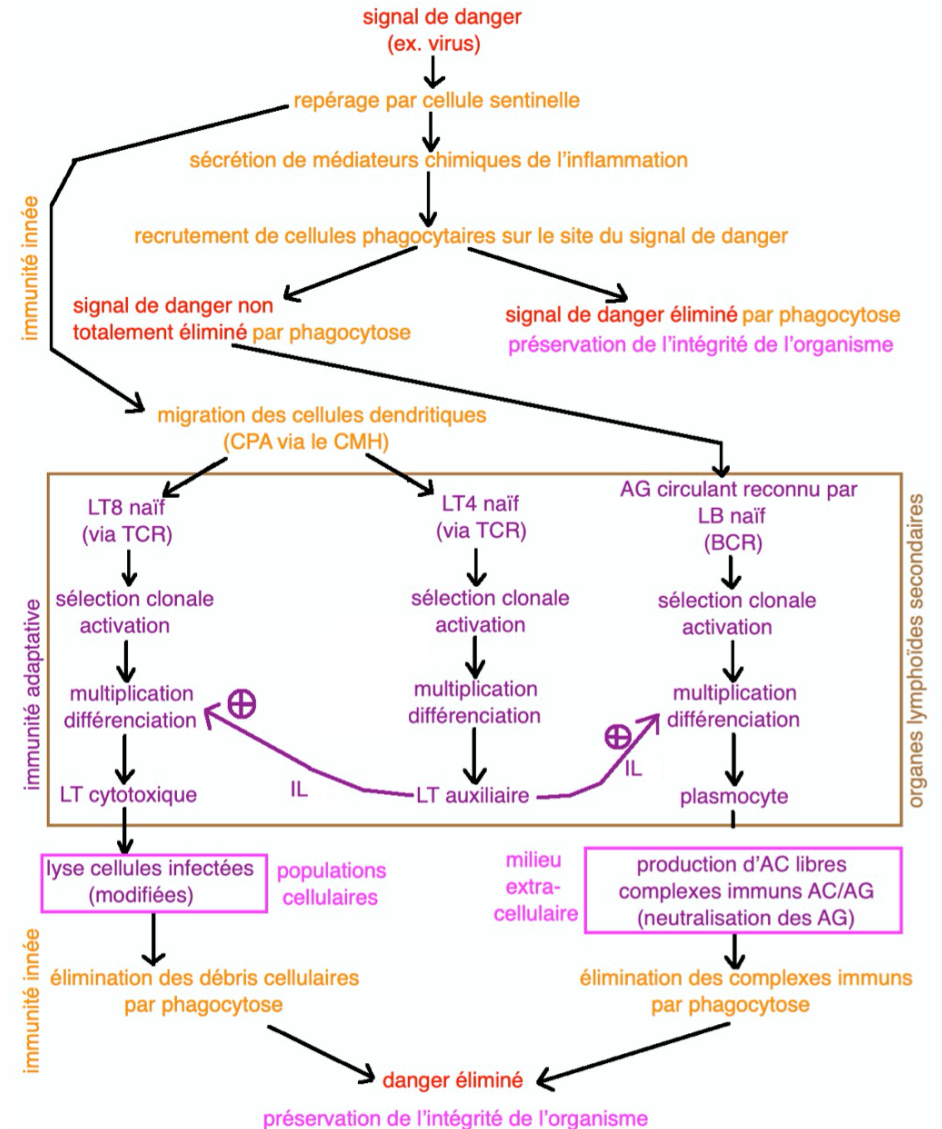 signal de danger
(ex. virus)
repérage par cellule sentinelle
sécrétion de médiateurs chimiques de l'inflammation
immunité innée
recrutement de cellules phagocytaires sur le site du signal de danger
signal de danger non
totalement éliminé par phagocytose
signal de danger éliminé par phagocytose
préservation de l'intégrité de l'organisme
migration des cellules dendritiques
(CPA via le CMH)
immunité adaptative
organes lymphoïdes secondaires
LT8 naïf
(via TCR)
sélection clonale
activation
multiplication
différenciation
LT cytotoxique
LT4 naïf
(via TCR)
sélection clonale
activation
multiplication
différenciation
LT auxiliaire
⊕
IL
⊕
IL
AG circulant reconnu par
LB naïf
(BCR)
sélection clonale
activation
multiplication
différenciation
plasmocyte
lyse cellules infectées
(modifiées)
populations
cellulaires
milieu
extra-
cellulaire
production d'AC libres
complexes immuns AC/AG
(neutralisation des AG)
immunité innée
élimination des débris cellulaires
par phagocytose
élimination des complexes immuns
par phagocytose
danger éliminé
préservation de l'intégrité de l'organisme